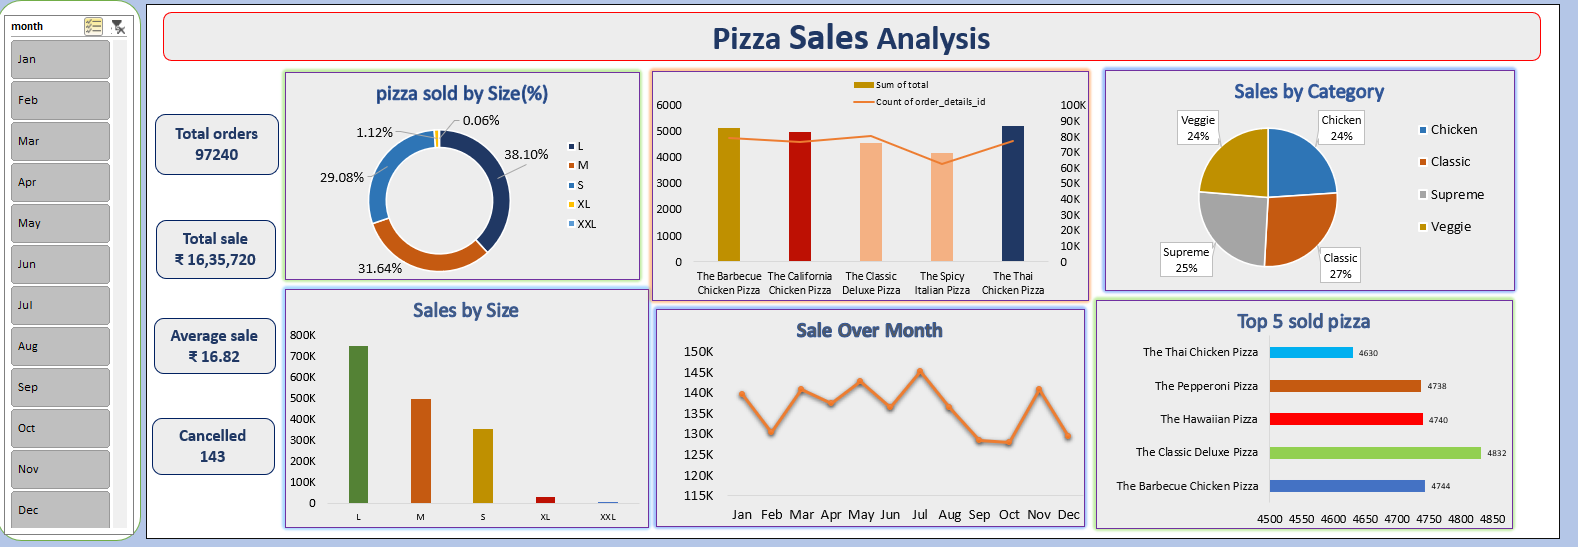 month
Jan
Feb
Mar
Apr
May
Jun
Jul
Aug
Sep
Oct
Nov
Dec
Pizza Sales Analysis
Total orders
97240
Total sale
₹ 16,35,720
Average sale
₹ 16.82
Cancelled
143
pizza sold by Size(%)
0.06%
1.12%
38.10%
29.08%
31.64%
L
M
S
XL
XXL
Sum of total
Count of order_details_id
6000
5000
4000
3000
2000
1000
0
100K
90K
80K
70K
60K
50K
40K
30K
20K
10K
0
The Barbecue
Chicken Pizza
The California
Chicken Pizza
The Classic
Deluxe Pizza
The Spicy
Italian Pizza
The Thai
Chicken Pizza
Sales by Category
Veggie
24%
Chicken
24%
Supreme
25%
Classic
27%
Chicken
Classic
Supreme
Veggie
Sales by Size
800K
700K
600K
500K
400K
300K
200K
100K
0
L M S XL XXL
Sale Over Month
150K
145K
140K
135K
130K
125K
120K
115K
Jan Feb Mar Apr May Jun Jul Aug Sep Oct Nov Dec
Top 5 sold pizza
The Thai Chicken Pizza 4630
The Pepperoni Pizza 4738
The Hawaiian Pizza 4740
The Classic Deluxe Pizza 4832
The Barbecue Chicken Pizza 4744
4500 4550 4600 4650 4700 4750 4800 4850